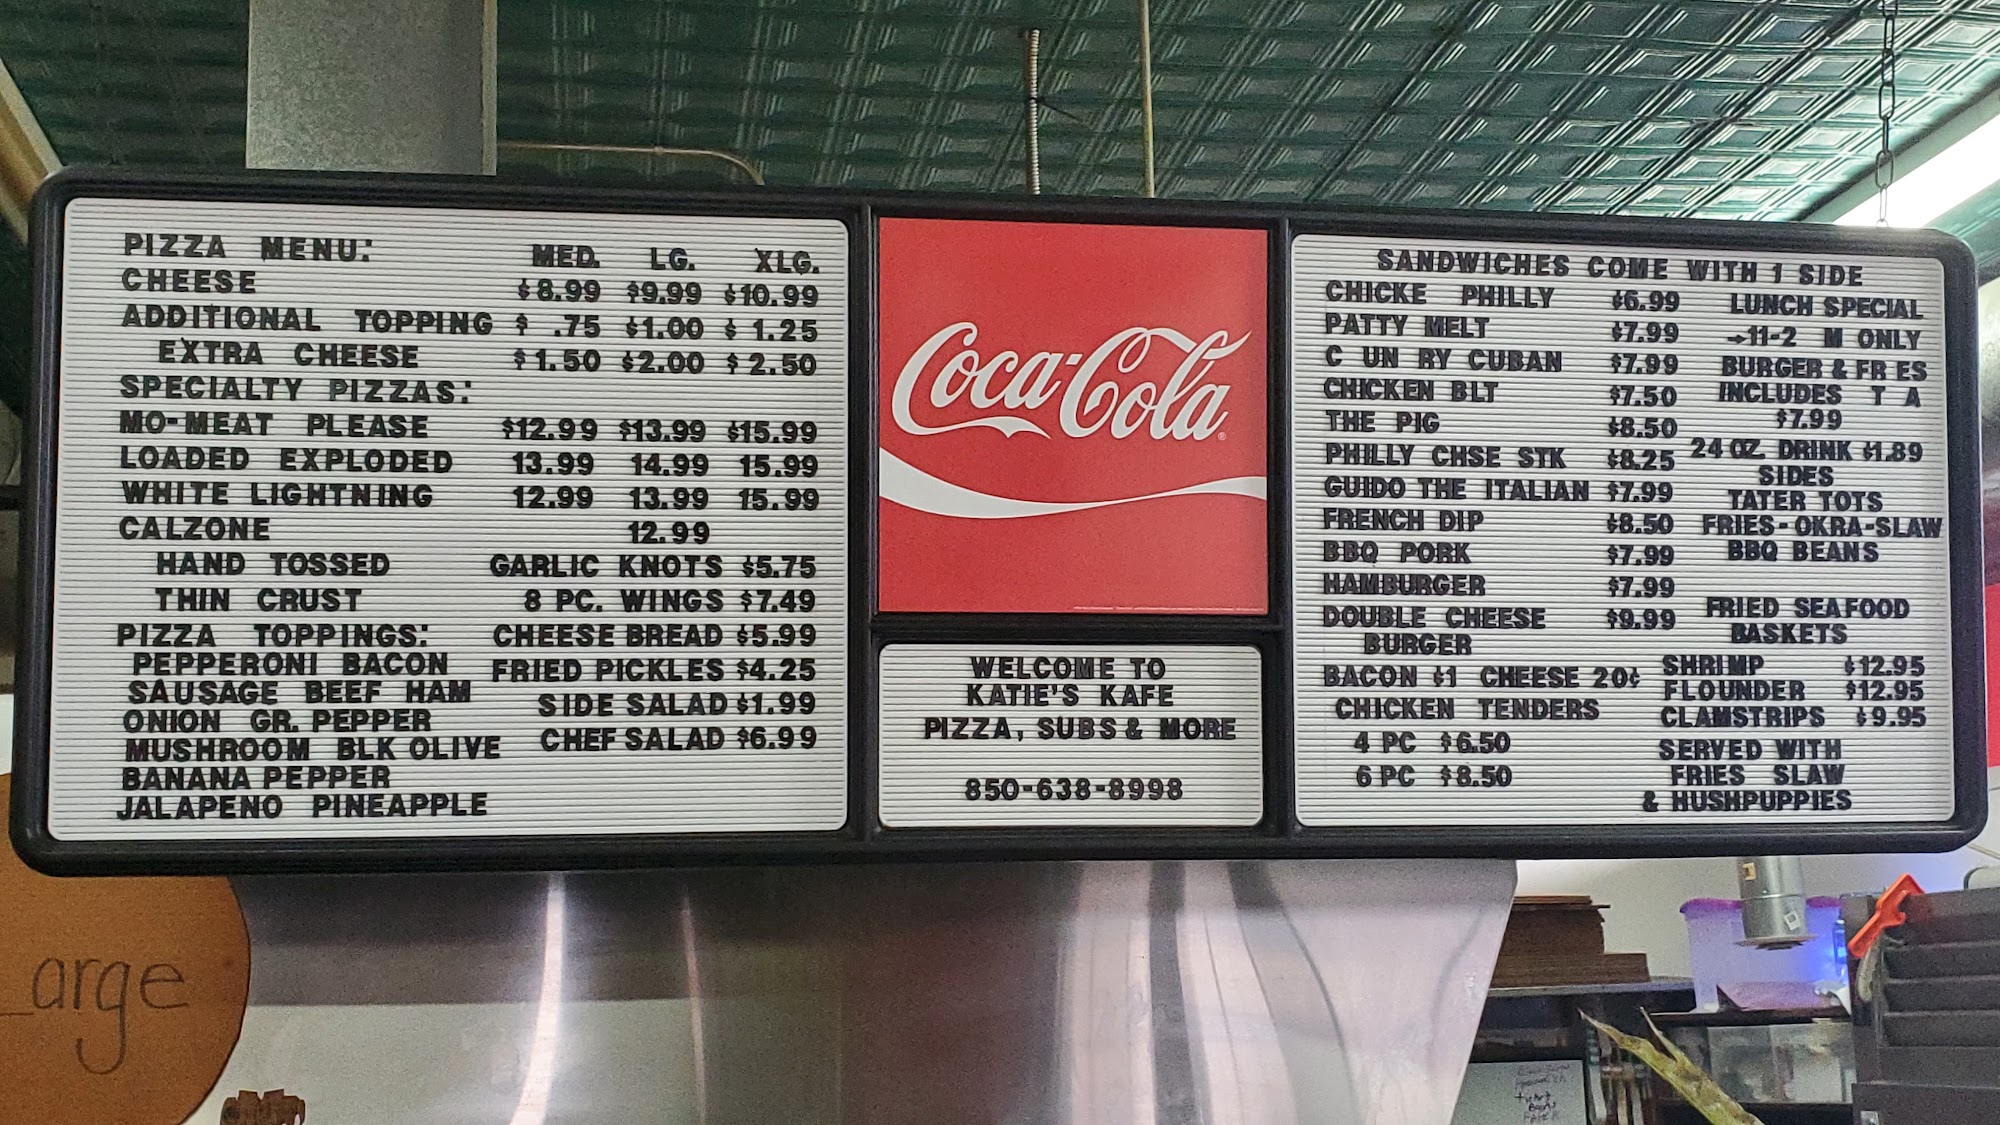 PIZZA MENU: MED. LG. XLG.
CHEESE $8.99 $9.99 $10.99
ADDITIONAL TOPPING $ .75 $1.00 $ 1.25
EXTRA CHEESE $1.50 $2.00 $2.50
SPECIALTY PIZZAS:
MO-MEAT PLEASE $12.99 $13.99 $15.99
LOADED EXPLODED 13.99 14.99 15.99
WHITE LIGHTNING 12.99 13.99 15.99
CALZONE 12.99
HAND TOSSED GARLIC KNOTS $5.75
THIN CRUST 8 PC. WINGS $7.49
PIZZA TOPPINGS: CHEESE BREAD $5.99
PEPPERONI BACON FRIED PICKLES $4.25
SAUSAGE BEEF HAM SIDE SALAD $1.99
ONION GR. PEPPER CHEF SALAD $6.99
MUSHROOM BLK OLIVE
BANANA PEPPER
JALAPENO PINEAPPLE
Coca-Cola
WELCOME TO
KATIE'S KAFE
PIZZA, SUBS & MORE
850-638-8998
SANDWICHES COME WITH 1 SIDE
CHICKE PHILLY $6.99
PATTY MELT $7.99
C UN RY CUBAN $7.99
CHICKEN BLT $7.50
THE PIG $8.50
PHILLY CHSE STK $8.25
GUIDO THE ITALIAN $7.99
FRENCH DIP $8.50
BBQ PORK $7.99
HAMBURGER $7.99
DOUBLE CHEESE $9.99
BURGER
BACON $1 CHEESE 20¢
CHICKEN TENDERS
4 PC $6.50
6 PC $8.50
LUNCH SPECIAL
-11-2 M ONLY
BURGER & FR ES
INCLUDES T A
$7.99
24 OZ. DRINK $1.89
SIDES
TATER TOTS
FRIES-OKRA-SLAW
BBQ BEANS
FRIED SEAFOOD
BASKETS
SHRIMP $12.95
FLOUNDER $12.95
CLAMSTRIPS $9.95
SERVED WITH
FRIES SLAW
& HUSHPUPPIES
arge